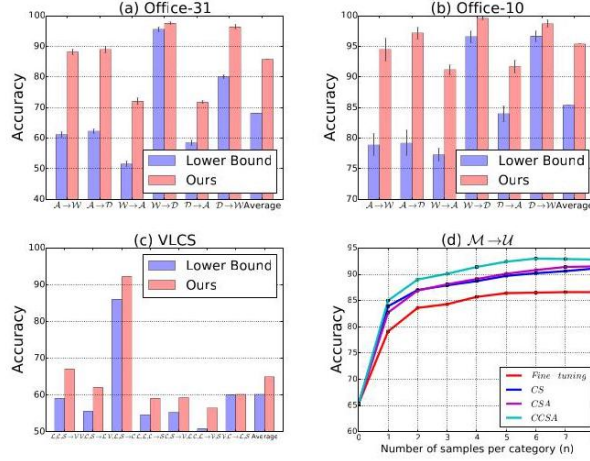 (a) Office-31
Accuracy
100
90
80
70
60
50
40
Lower Bound
Ours
A→W A→D W→A W→D D→A D→W Average
(b) Office-10
Accuracy
100
95
90
85
80
75
70
Lower Bound
Ours
A→W A→D W→A W→D D→A D→W Average
(c) VLCS
Accuracy
100
90
80
70
60
50
Lower Bound
Ours
Average
(d) M→U
Accuracy
95
90
85
80
75
70
65
60
Fine tuning
CS
CSA
CCSA
0 1 2 3 4 5 6 7
Number of samples per category (n)